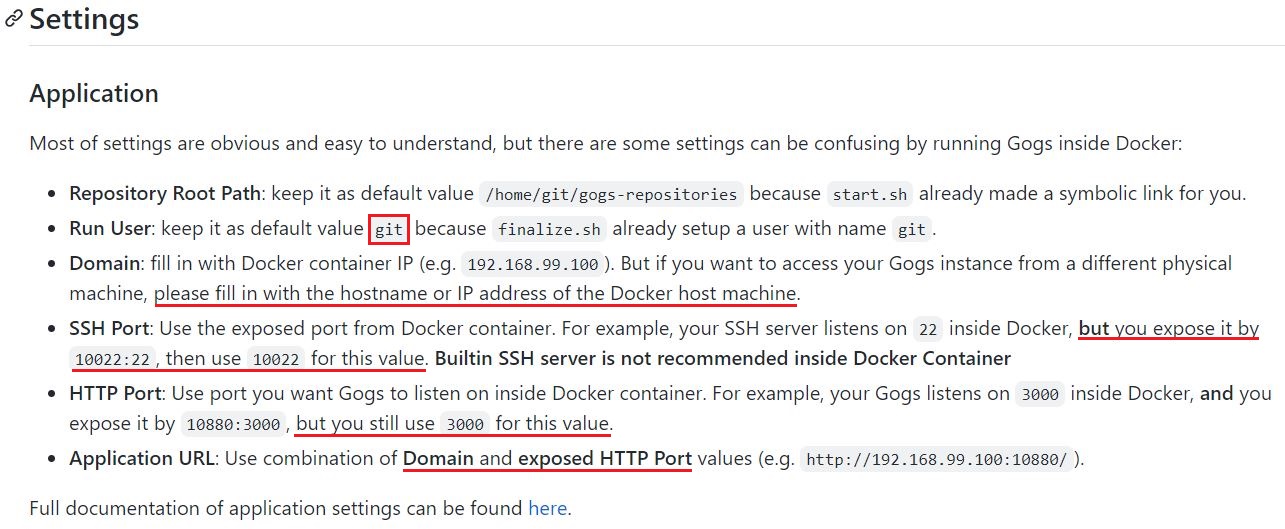 Settings
Application
Most of settings are obvious and easy to understand, but there are some settings can be confusing by running Gogs inside Docker:
Repository Root Path: keep it as default value /home/git/gogs-repositories because start.sh already made a symbolic link for you.
Run User: keep it as default value git because finalize.sh already setup a user with name git.
Domain: fill in with Docker container IP (e.g. 192.168.99.100). But if you want to access your Gogs instance from a different physical
machine, please fill in with the hostname or IP address of the Docker host machine.
SSH Port: Use the exposed port from Docker container. For example, your SSH server listens on 22 inside Docker, but you expose it by
10022:22, then use 10022 for this value. Builtin SSH server is not recommended inside Docker Container
HTTP Port: Use port you want Gogs to listen on inside Docker container. For example, your Gogs listens on 3000 inside Docker, and you
expose it by 10880:3000, but you still use 3000 for this value.
Application URL: Use combination of Domain and exposed HTTP Port values (e.g. http://192.168.99.100:10880/).
Full documentation of application settings can be found here.